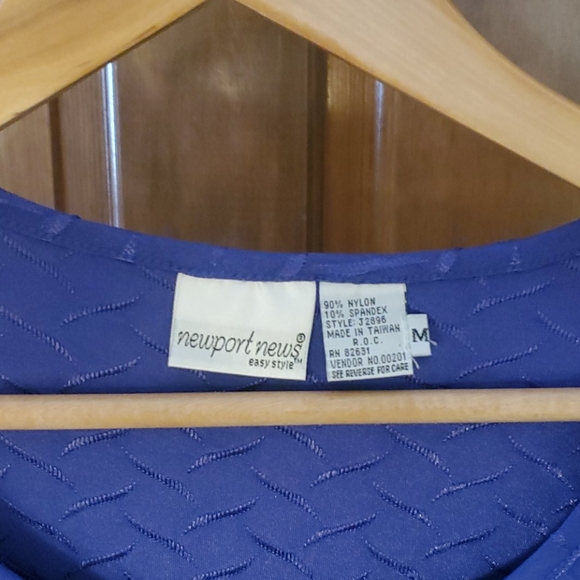 newport news®
easy style™
90% NYLON
10% SPANDEX
STYLE: J2896
MADE IN TAIWAN
R.O.C.
RN 82631
VENDOR NO.00201
SEE REVERSE FOR CARE
M